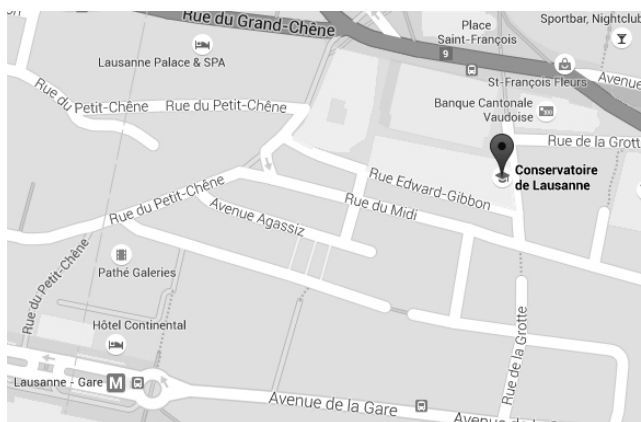 Rue du Grand-Chêne
Place
Saint-François
Sportbar, Nightclub
Lausanne Palace & SPA
9
St-François Fleurs
Avenue
Rue du Petit-Chêne
Rue du Petit-Chêne
Banque Cantonale
Vaudoise
Rue de la Grotte
Conservatoire
de Lausanne
Rue Edward-Gibbon
Rue du Petit-Chêne
Rue du Midi
Avenue Agassiz
Rue du Petit-Chêne
Pathé Galeries
Hôtel Continental
Rue de la Grotte
Lausanne - Gare
M
Avenue de la Gare
Avenue de la Gare